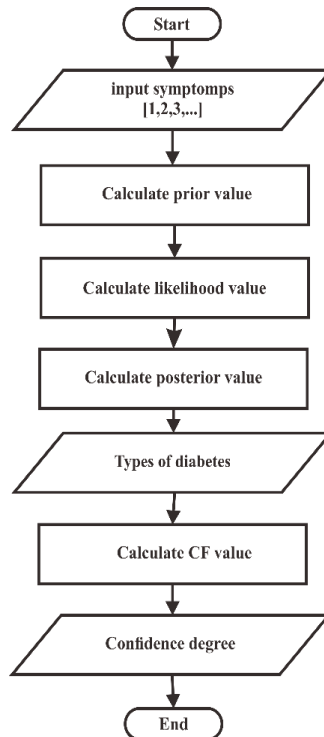 Start
input symptomps
[1,2,3,...]
Calculate prior value
Calculate likelihood value
Calculate posterior value
Types of diabetes
Calculate CF value
Confidence degree
End